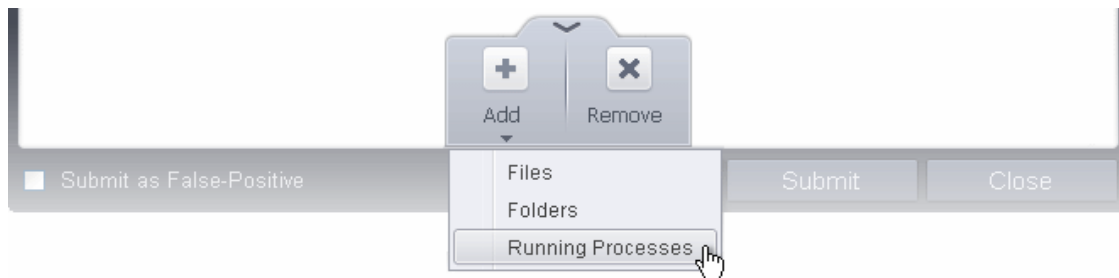 Add Remove
Files
Submit as False-Positive Submit Close
Folders
Running Processes